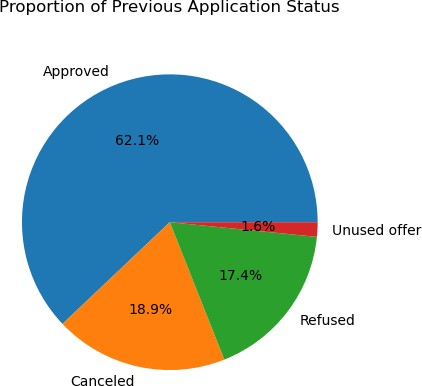 Proportion of Previous Application Status
Approved
62.1%
1.6%
Unused offer
17.4%
18.9%
Refused
Canceled